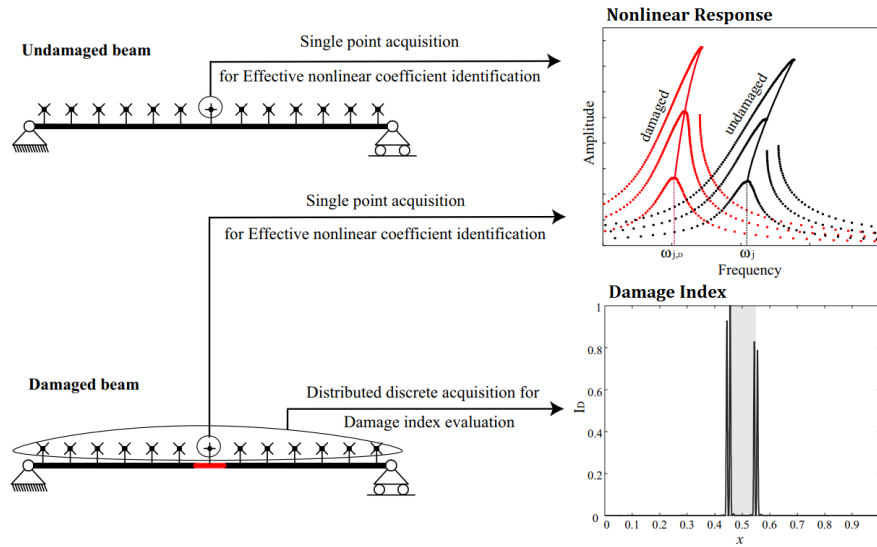 Undamaged beam
Single point acquisition
for Effective nonlinear coefficient identification
Nonlinear Response
Amplitude
damaged
undamaged
ωj,D
ωj
Frequency
Single point acquisition
for Effective nonlinear coefficient identification
Damaged beam
Distributed discrete acquisition for
Damage index evaluation
Damage Index
1
0.8
0.6
0.4
0.2
0
ID
0 0.1 0.2 0.3 0.4 0.5 0.6 0.7 0.8 0.9
x